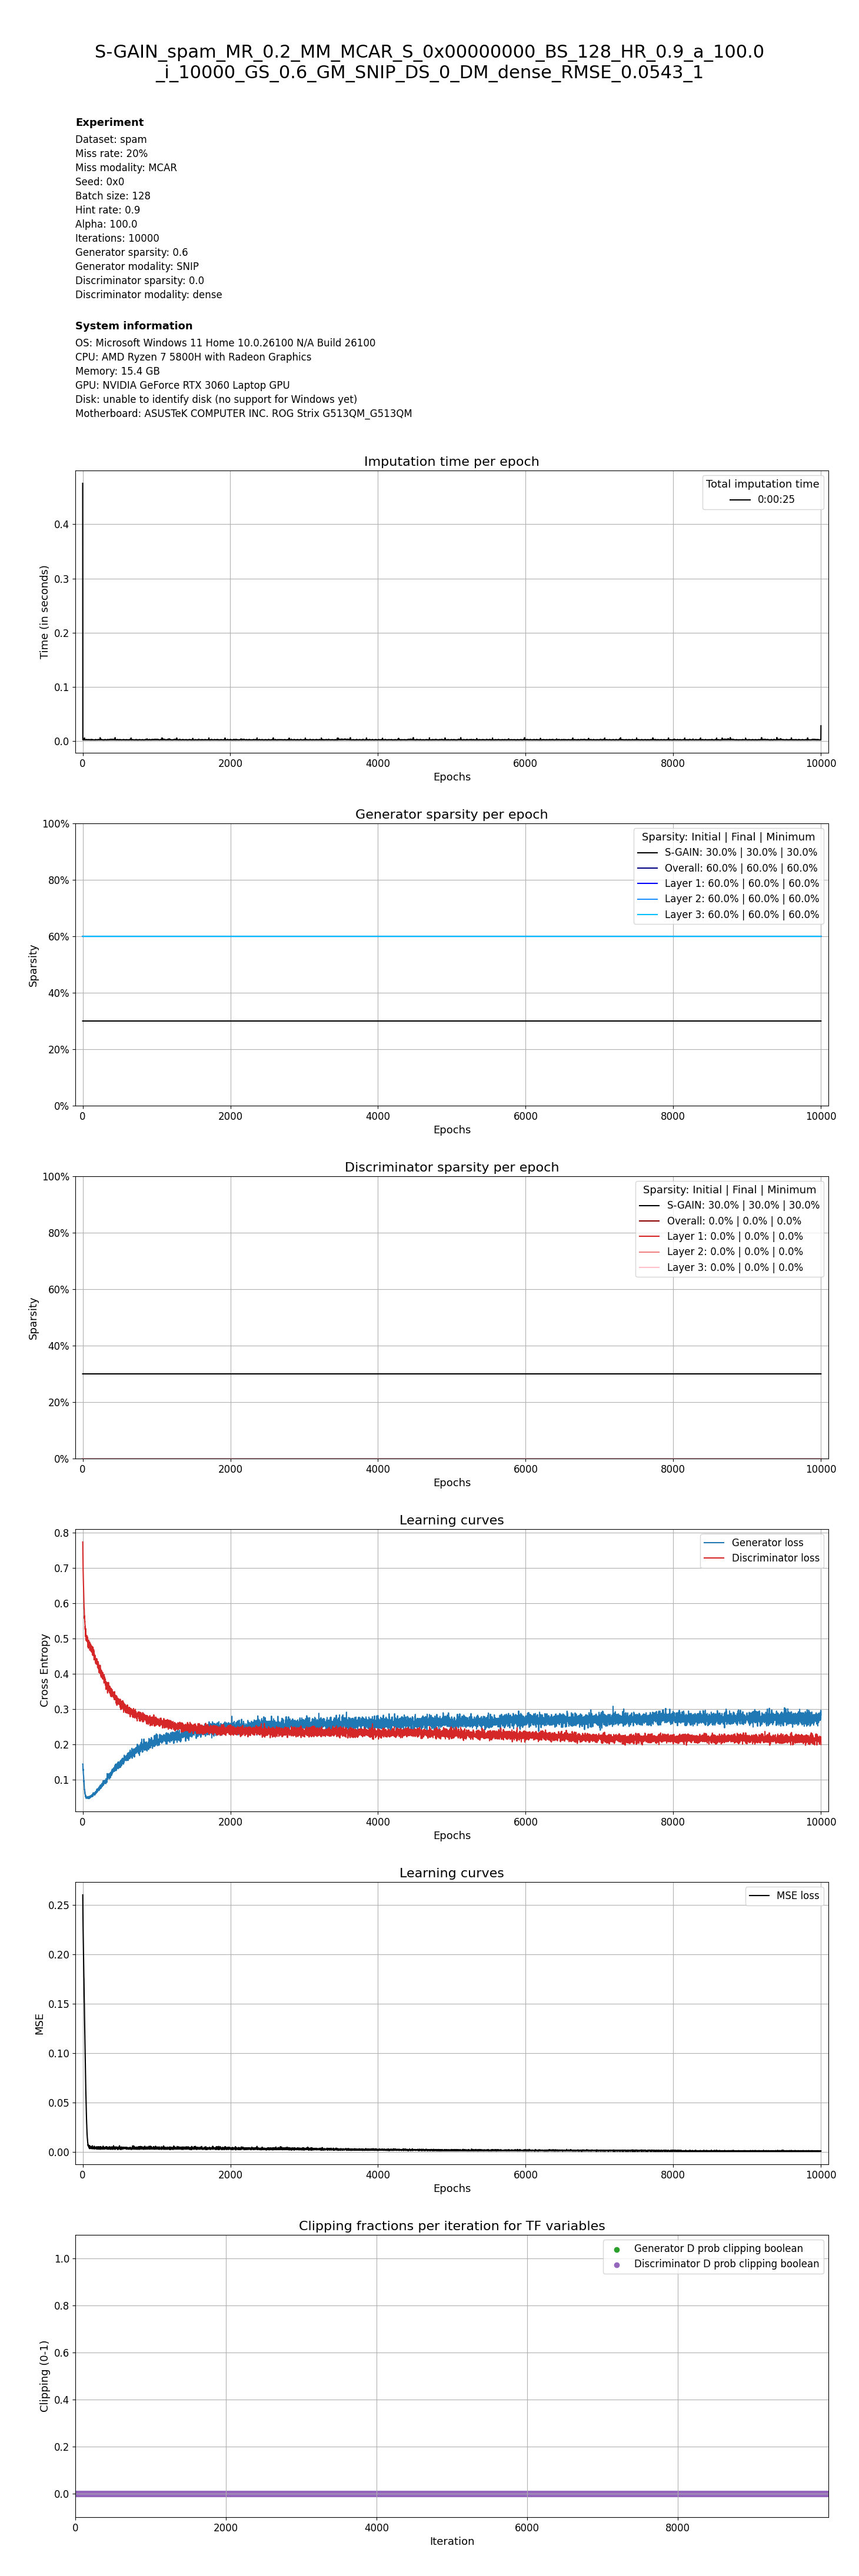 S-GAIN_spam_MR_0.2_MM_MCAR_S_0x00000000_BS_128_HR_0.9_a_100.0
_i_10000_GS_0.6_GM_SNIP_DS_0_DM_dense_RMSE_0.0543_1
Experiment
Dataset: spam
Miss rate: 20%
Miss modality: MCAR
Seed: 0x0
Batch size: 128
Hint rate: 0.9
Alpha: 100.0
Iterations: 10000
Generator sparsity: 0.6
Generator modality: SNIP
Discriminator sparsity: 0.0
Discriminator modality: dense
System information
OS: Microsoft Windows 11 Home 10.0.26100 N/A Build 26100
CPU: AMD Ryzen 7 5800H with Radeon Graphics
Memory: 15.4 GB
GPU: NVIDIA GeForce RTX 3060 Laptop GPU
Disk: unable to identify disk (no support for Windows yet)
Motherboard: ASUSTeK COMPUTER INC. ROG Strix G513QM_G513QM
Imputation time per epoch
Total imputation time
0:00:25
Time (in seconds)
0.4
0.3
0.2
0.1
0.0
0 2000 4000 6000 8000 10000
Epochs
Generator sparsity per epoch
Sparsity: Initial | Final | Minimum
S-GAIN: 30.0% | 30.0% | 30.0%
Overall: 60.0% | 60.0% | 60.0%
Layer 1: 60.0% | 60.0% | 60.0%
Layer 2: 60.0% | 60.0% | 60.0%
Layer 3: 60.0% | 60.0% | 60.0%
Sparsity
100%
80%
60%
40%
20%
0%
0 2000 4000 6000 8000 10000
Epochs
Discriminator sparsity per epoch
Sparsity: Initial | Final | Minimum
S-GAIN: 30.0% | 30.0% | 30.0%
Overall: 0.0% | 0.0% | 0.0%
Layer 1: 0.0% | 0.0% | 0.0%
Layer 2: 0.0% | 0.0% | 0.0%
Layer 3: 0.0% | 0.0% | 0.0%
Sparsity
100%
80%
60%
40%
20%
0%
0 2000 4000 6000 8000 10000
Epochs
Learning curves
Generator loss
Discriminator loss
Cross Entropy
0.8
0.7
0.6
0.5
0.4
0.3
0.2
0.1
0 2000 4000 6000 8000 10000
Epochs
Learning curves
MSE loss
MSE
0.25
0.20
0.15
0.10
0.05
0.00
0 2000 4000 6000 8000 10000
Epochs
Clipping fractions per iteration for TF variables
Generator D prob clipping boolean
Discriminator D prob clipping boolean
Clipping (0-1)
1.0
0.8
0.6
0.4
0.2
0.0
0 2000 4000 6000 8000
Iteration